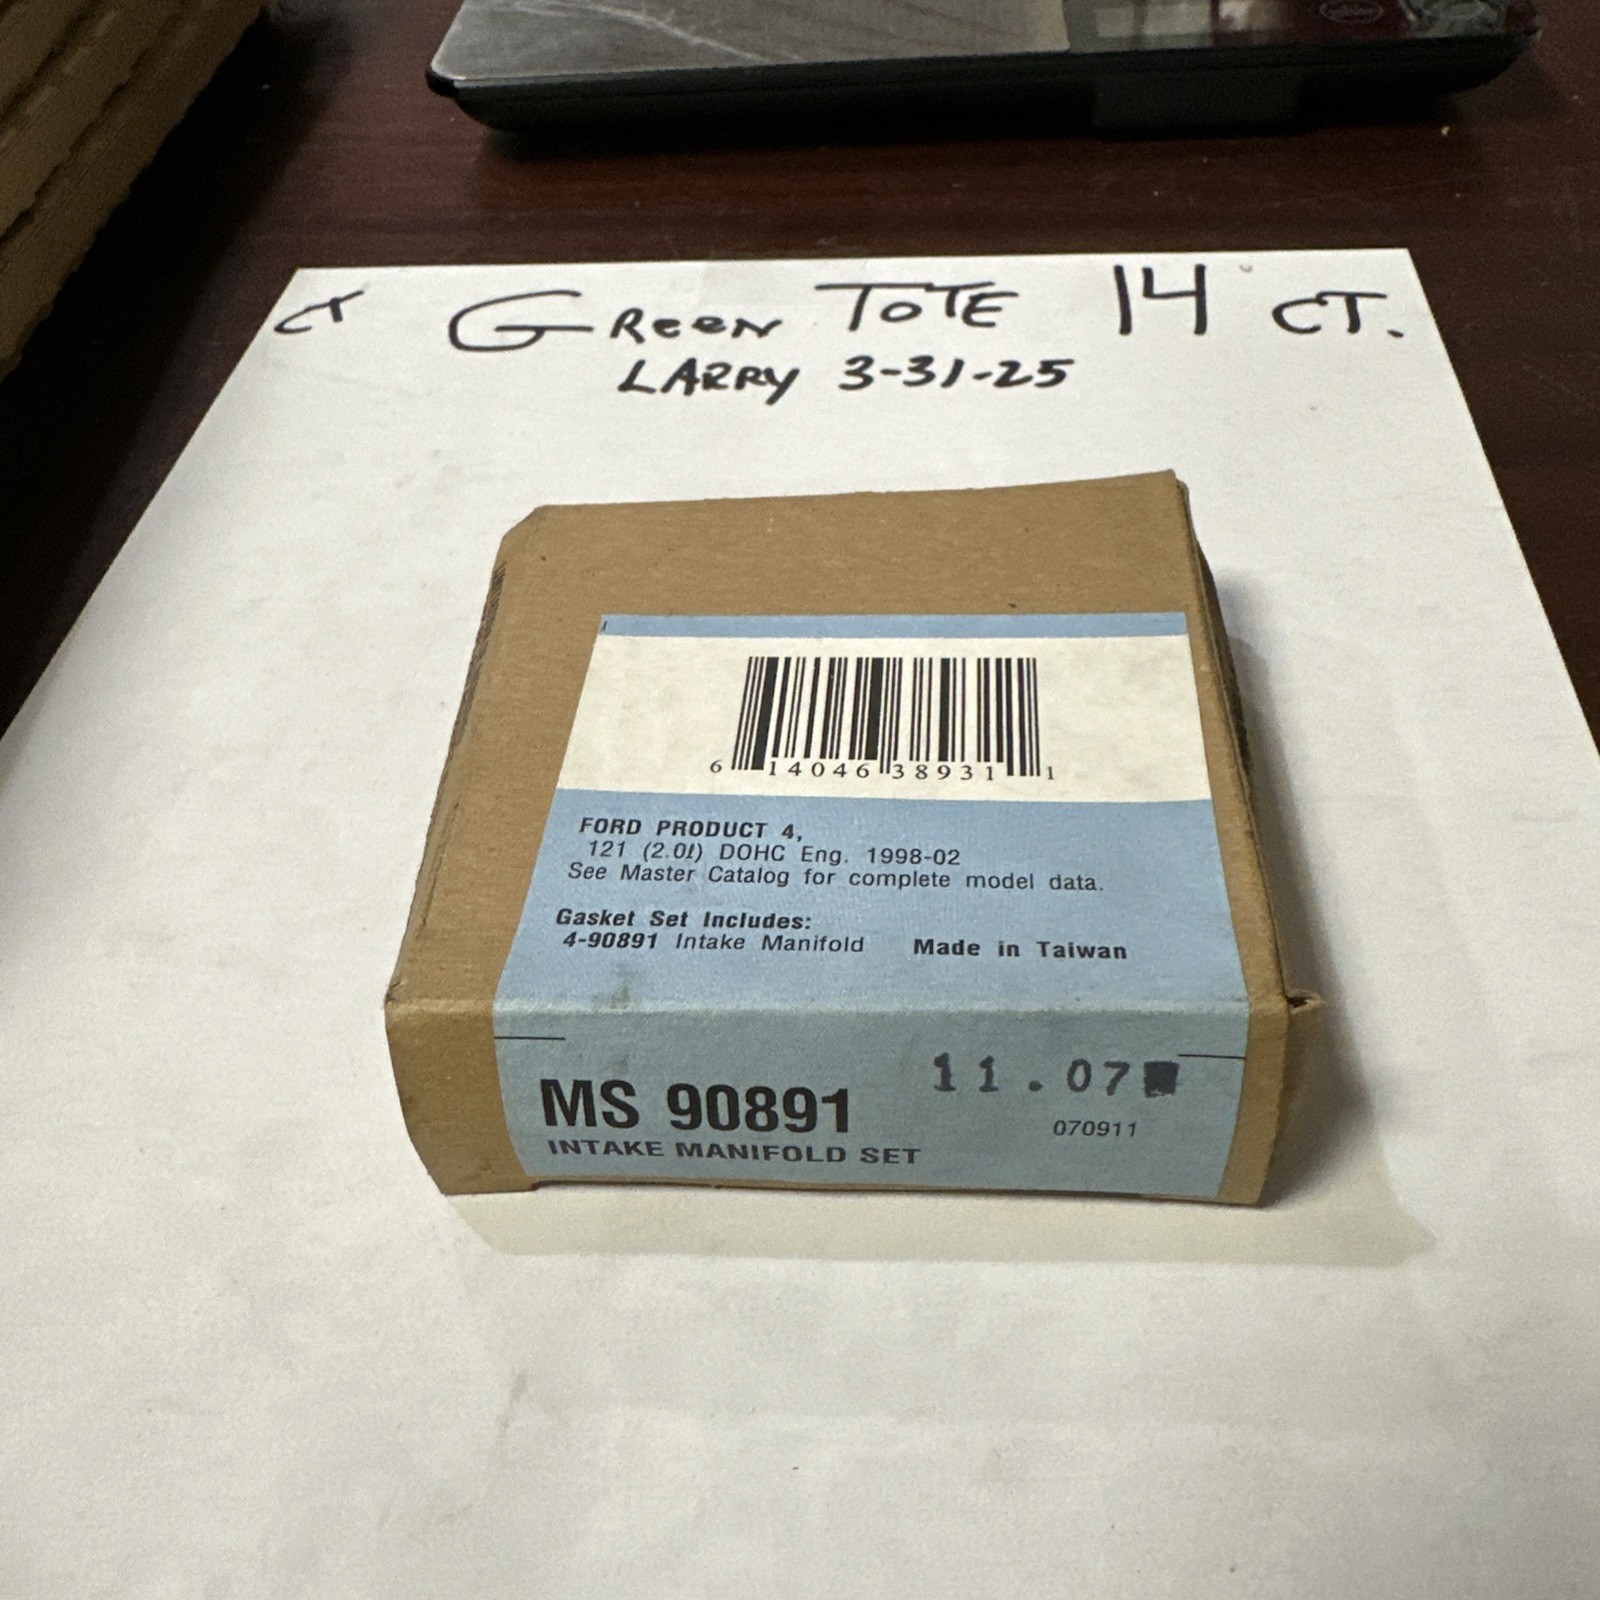 CT GREEN TOTE 14 CT.
LARRY 3-31-25
6 14046 38931 1
FORD PRODUCT 4,
121 (2.0ℓ) DOHC Eng. 1998-02
See Master Catalog for complete model data.
Gasket Set Includes:
4-90891 Intake Manifold Made in Taiwan
11.07
MS 90891
070911
INTAKE MANIFOLD SET